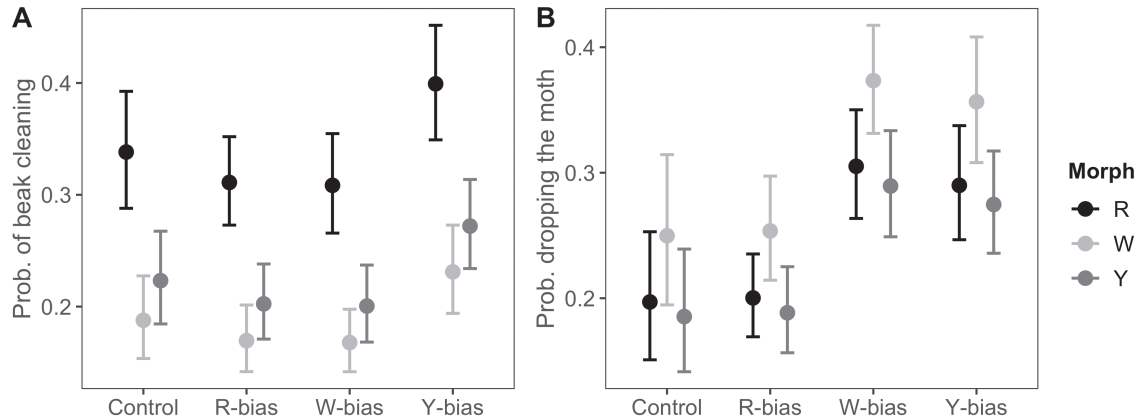 A
Prob. of beak cleaning
0.4
0.3
0.2
Control R-bias W-bias Y-bias
B
Prob. dropping the moth
0.4
0.3
0.2
Control R-bias W-bias Y-bias
Morph
R
W
Y